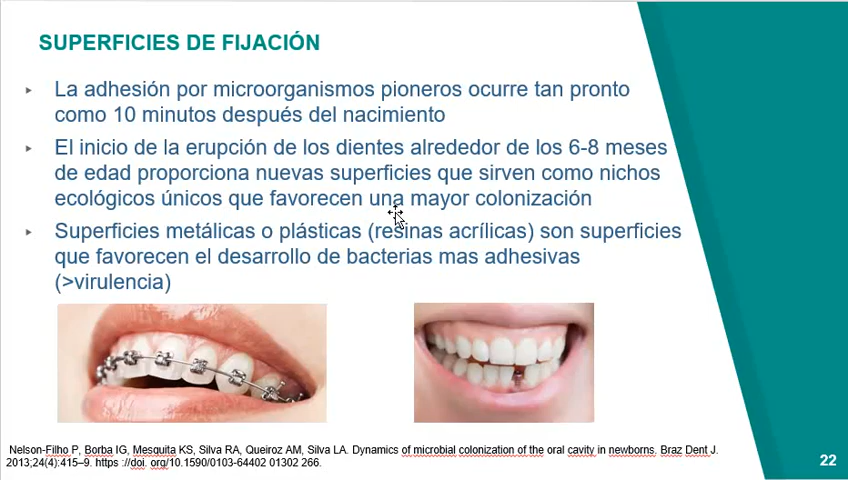 SUPERFICIES DE FIJACIÓN
La adhesión por microorganismos pioneros ocurre tan pronto
como 10 minutos después del nacimiento
El inicio de la erupción de los dientes alrededor de los 6-8 meses
de edad proporciona nuevas superficies que sirven como nichos
ecológicos únicos que favorecen una mayor colonización
Superficies metálicas o plásticas (resinas acrílicas) son superficies
que favorecen el desarrollo de bacterias mas adhesivas
(>virulencia)
Nelson-Filho P, Borba IG, Mesquita KS, Silva RA, Queiroz AM, Silva LA. Dynamics of microbial colonization of the oral cavity in newborns. Braz Dent J.
2013;24(4):415–9. https ://doi. org/10.1590/0103-64402 01302 266.
22